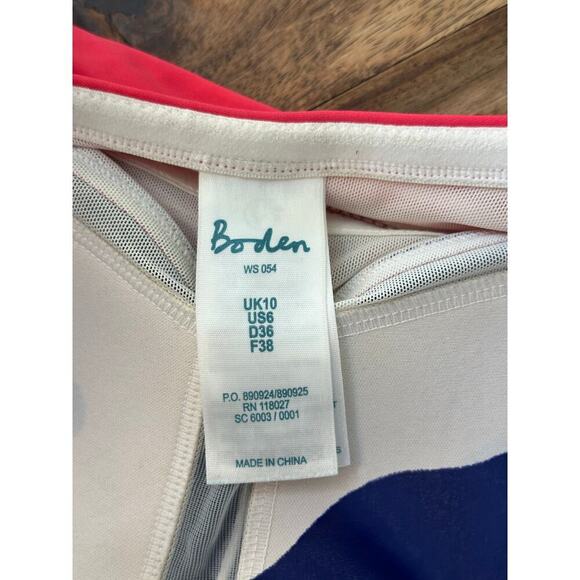 Boden
WS 054
UK10
US6
D36
F38
P.O. 890924/890925
RN 118027
SC 6003 / 0001
MADE IN CHINA